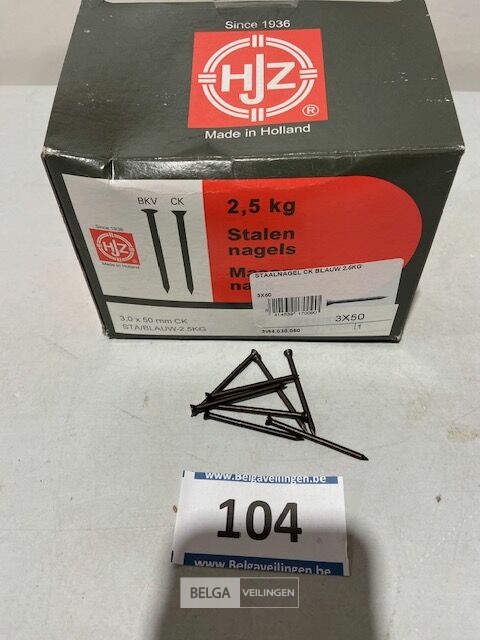 Since 1936
HJZ
®
Made in Holland
BKV CK
2,5 kg
Stalen
nagels
Since 1936
HJZ
3,0 x 50 mm CK
STA/BLAUW-2.5KG
STAALNAGEL CK BLAUW 2.5KG
3X50
3X50
1
www.Belgaveilingen.be
104
www.Belgaveilingen.be
BELGA VEILINGEN